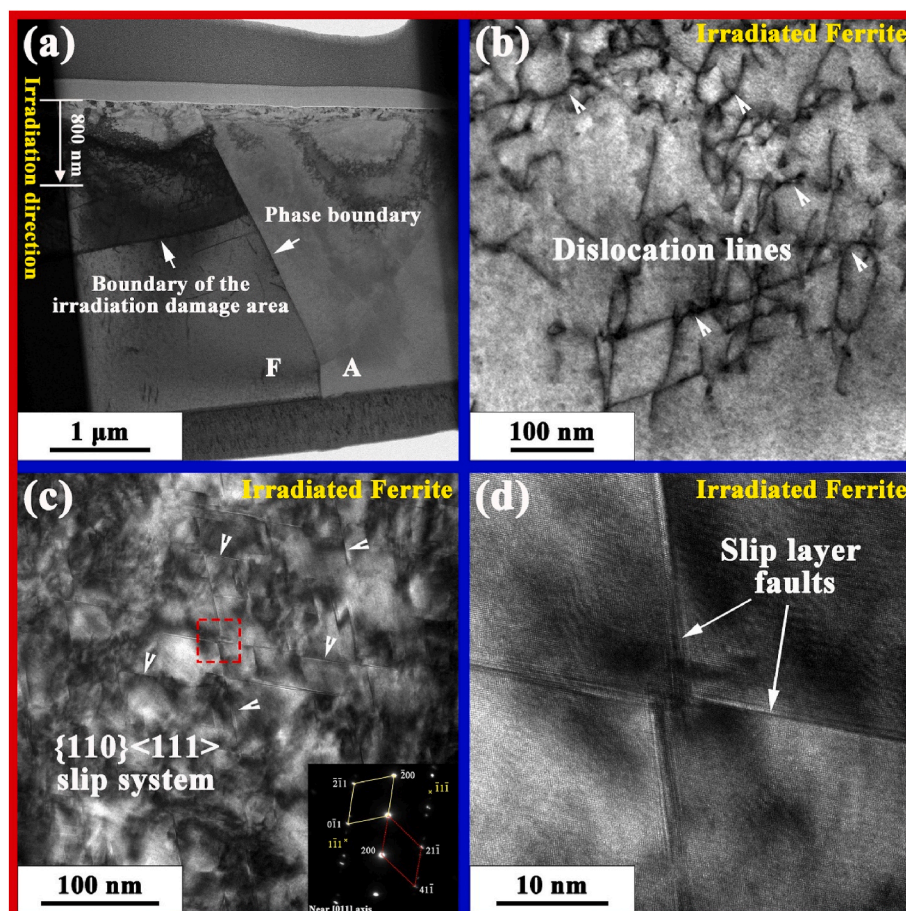 (a)
Irradiation direction
800 nm
Phase boundary
Boundary of the
irradiation damage area
F
A
1 μm
(b)
Irradiated Ferrite
Dislocation lines
100 nm
(c)
Irradiated Ferrite
{110}<111>
slip system
2̄1̄1
2̄00
1̄11̄
01̄1
11̄1
200
211̄
411̄
Near [011] axis
100 nm
(d)
Irradiated Ferrite
Slip layer
faults
10 nm